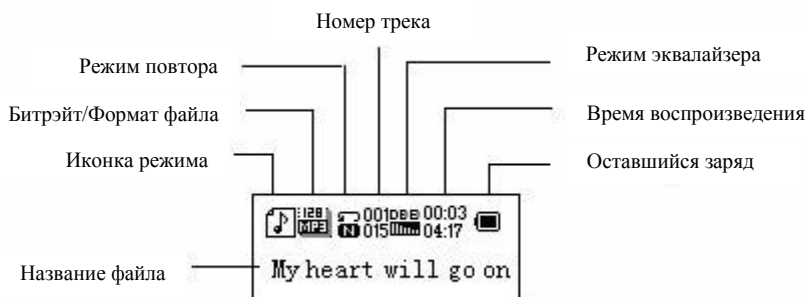 Номер трека
Режим повтора
Режим эквалайзера
Битрэйт/Формат файла
Время воспроизведения
Иконка режима
Оставшийся заряд
128 001 DBB 00:03
MP3 N 015 04:17
Название файла
My heart will go on